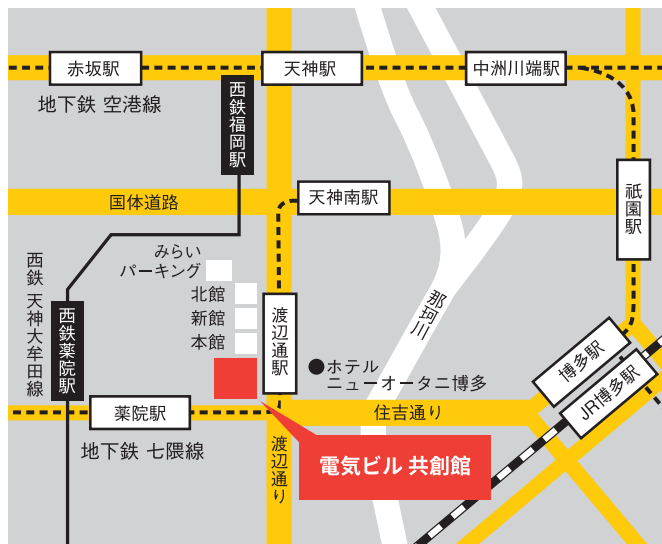 赤坂駅
天神駅
中洲川端駅
地下鉄 空港線
西鉄福岡駅
祇園駅
国体道路
天神南駅
みらい
パーキング
西鉄 天神大牟田線
北館
新館
本館
那珂川
渡辺通駅
西鉄薬院駅
ホテル
ニューオータニ博多
博多駅
JR博多駅
薬院駅
住吉通り
地下鉄 七隈線
渡辺通り
電気ビル 共創館